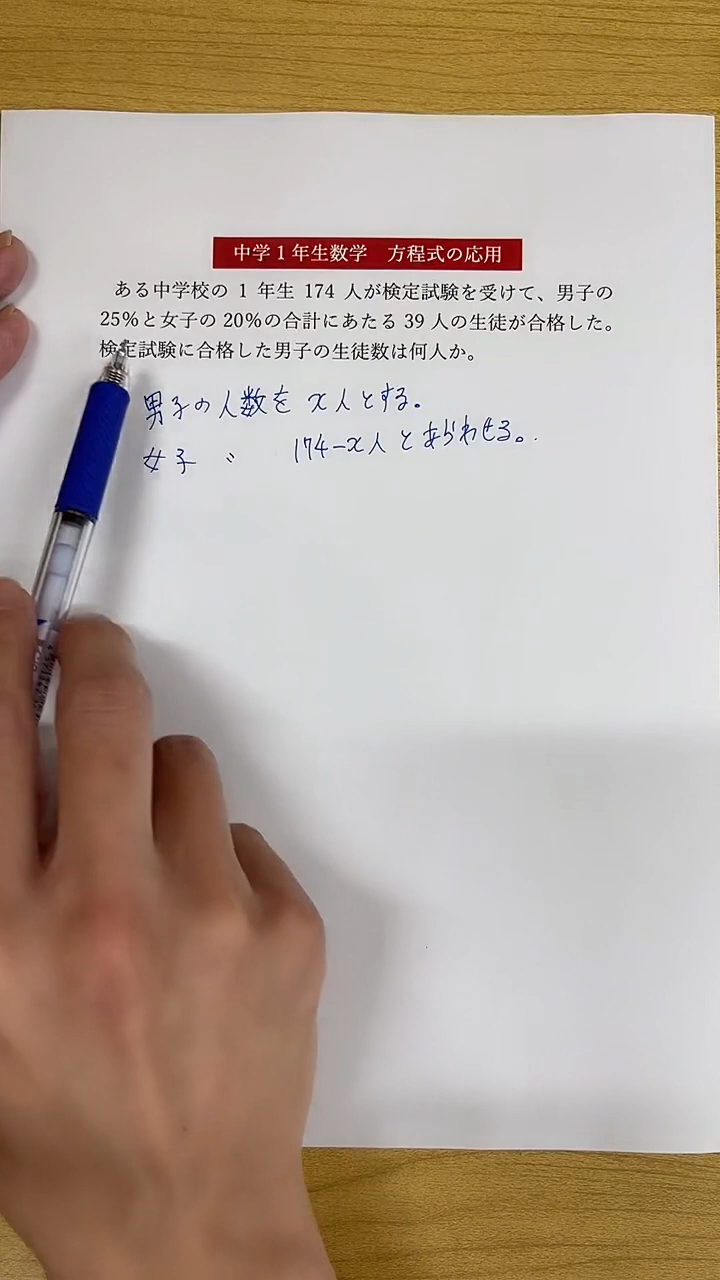 中学1年生数学 方程式の応用
ある中学校の 1 年生 174 人が検定試験を受けて、男子の
25%と女子の 20%の合計にあたる 39 人の生徒が合格した。
検定試験に合格した男子の生徒数は何人か。
男子の人数を x人とする。
女子 〃 174-x人 とあらわせる。